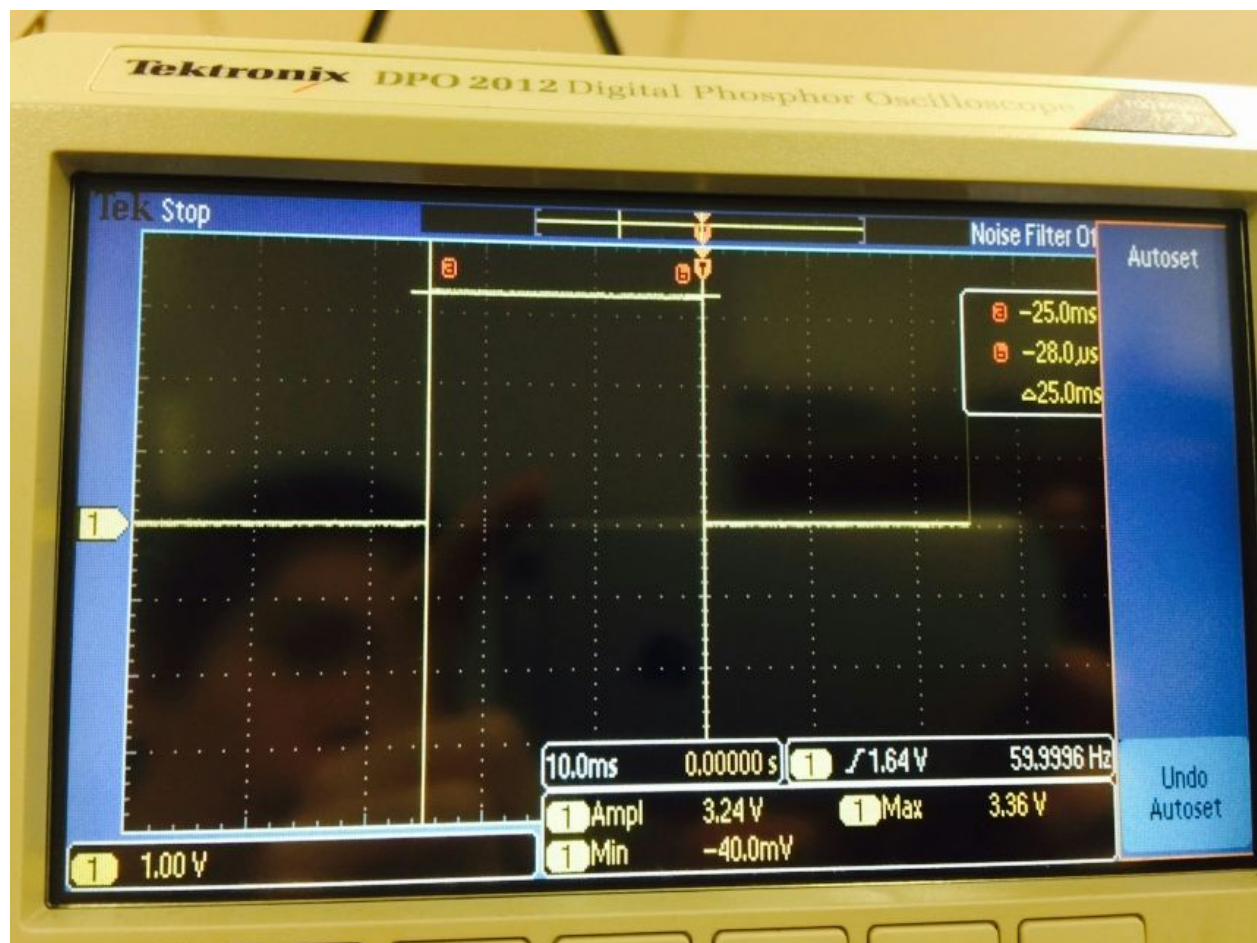 Tektronix DPO 2012 Digital Phosphor Oscilloscope
Tek Stop
Noise Filter Of
Autoset
a b T
a -25.0ms
b -28.0µs
△25.0ms
1
10.0ms 0.00000 s 1 1.64 V 59.9996 Hz
1 Ampl 3.24 V 1 Max 3.36 V
1 Min -40.0mV
1 1.00 V
Undo
Autoset